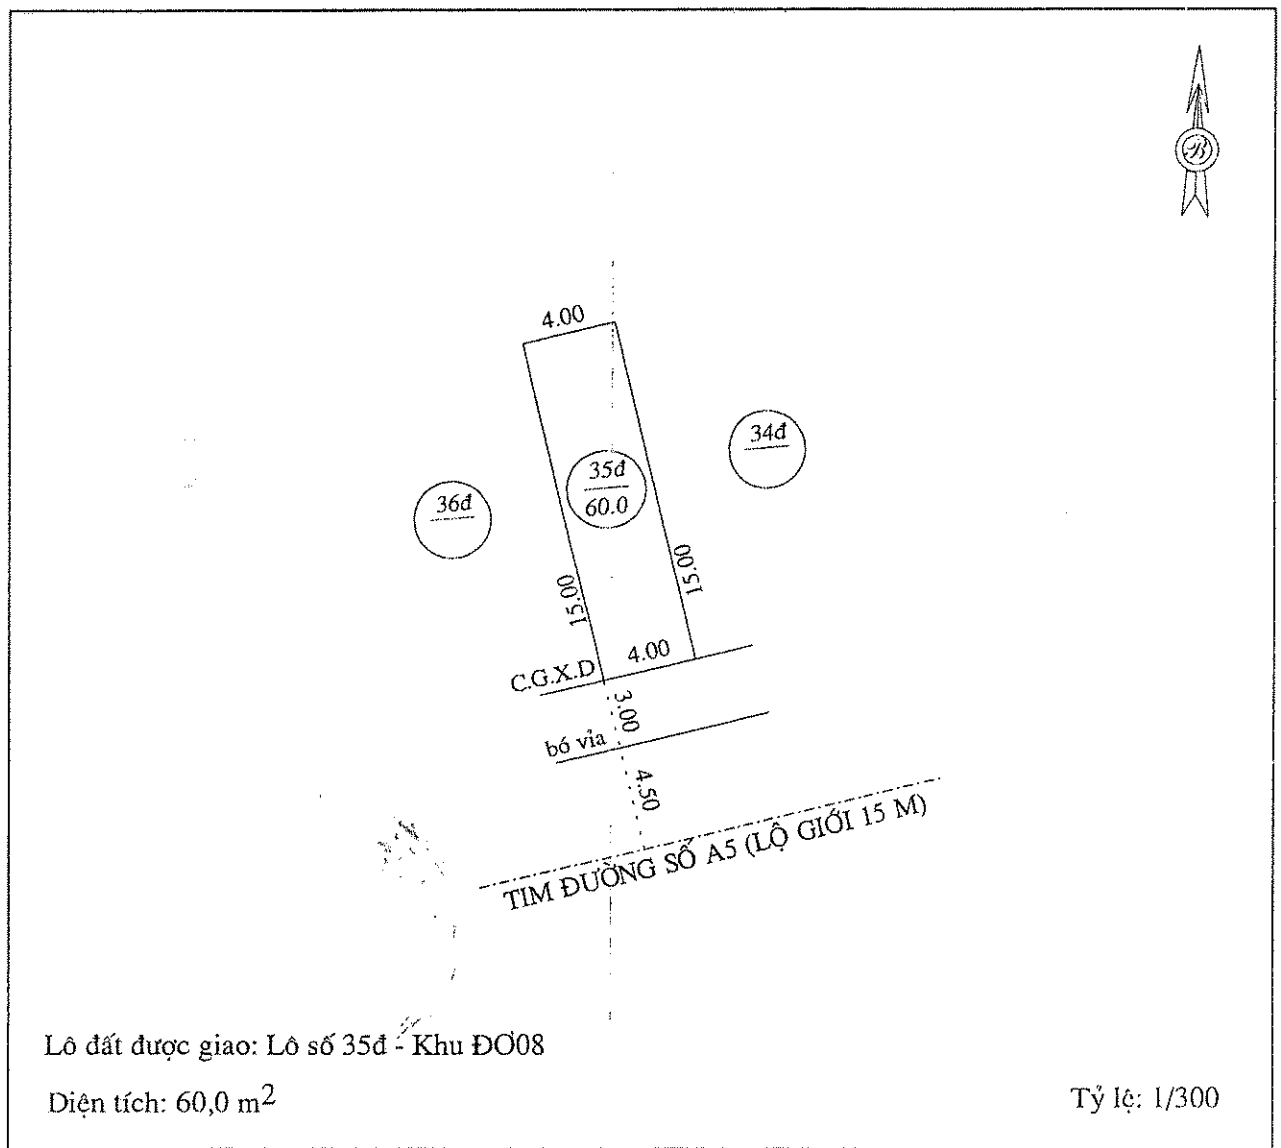 B
4.00
34đ
35đ
60.0
36đ
15.00
15.00
4.00
C.G.X.D
3.00
bó vỉa
4.50
TIM ĐƯỜNG SỐ A5 (LỘ GIỚI 15 M)
Lô đất được giao: Lô số 35đ - Khu ĐƠ08
Diện tích: 60,0 m2
Tỷ lệ: 1/300